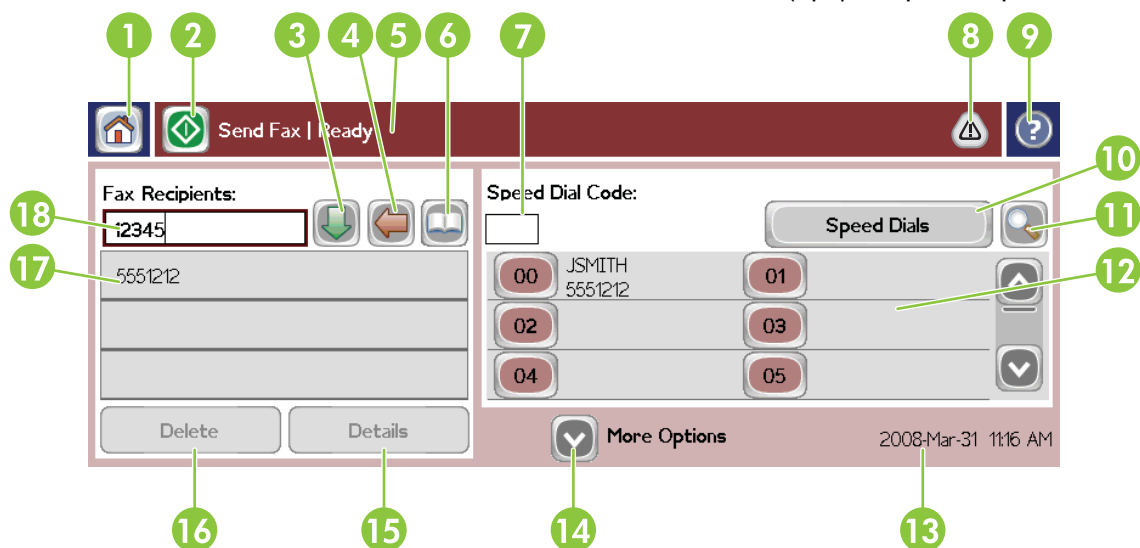 1 2 3 4 5 6 7 8 9
Send Fax | Ready
?
10
Fax Recipients:
Speed Dial Code:
18
12345
Speed Dials
11
17
5551212
00 JSMITH 01
5551212
12
02 03
04 05
Delete Details
More Options
2008-Mar-31 11:16 AM
16 15 14 13